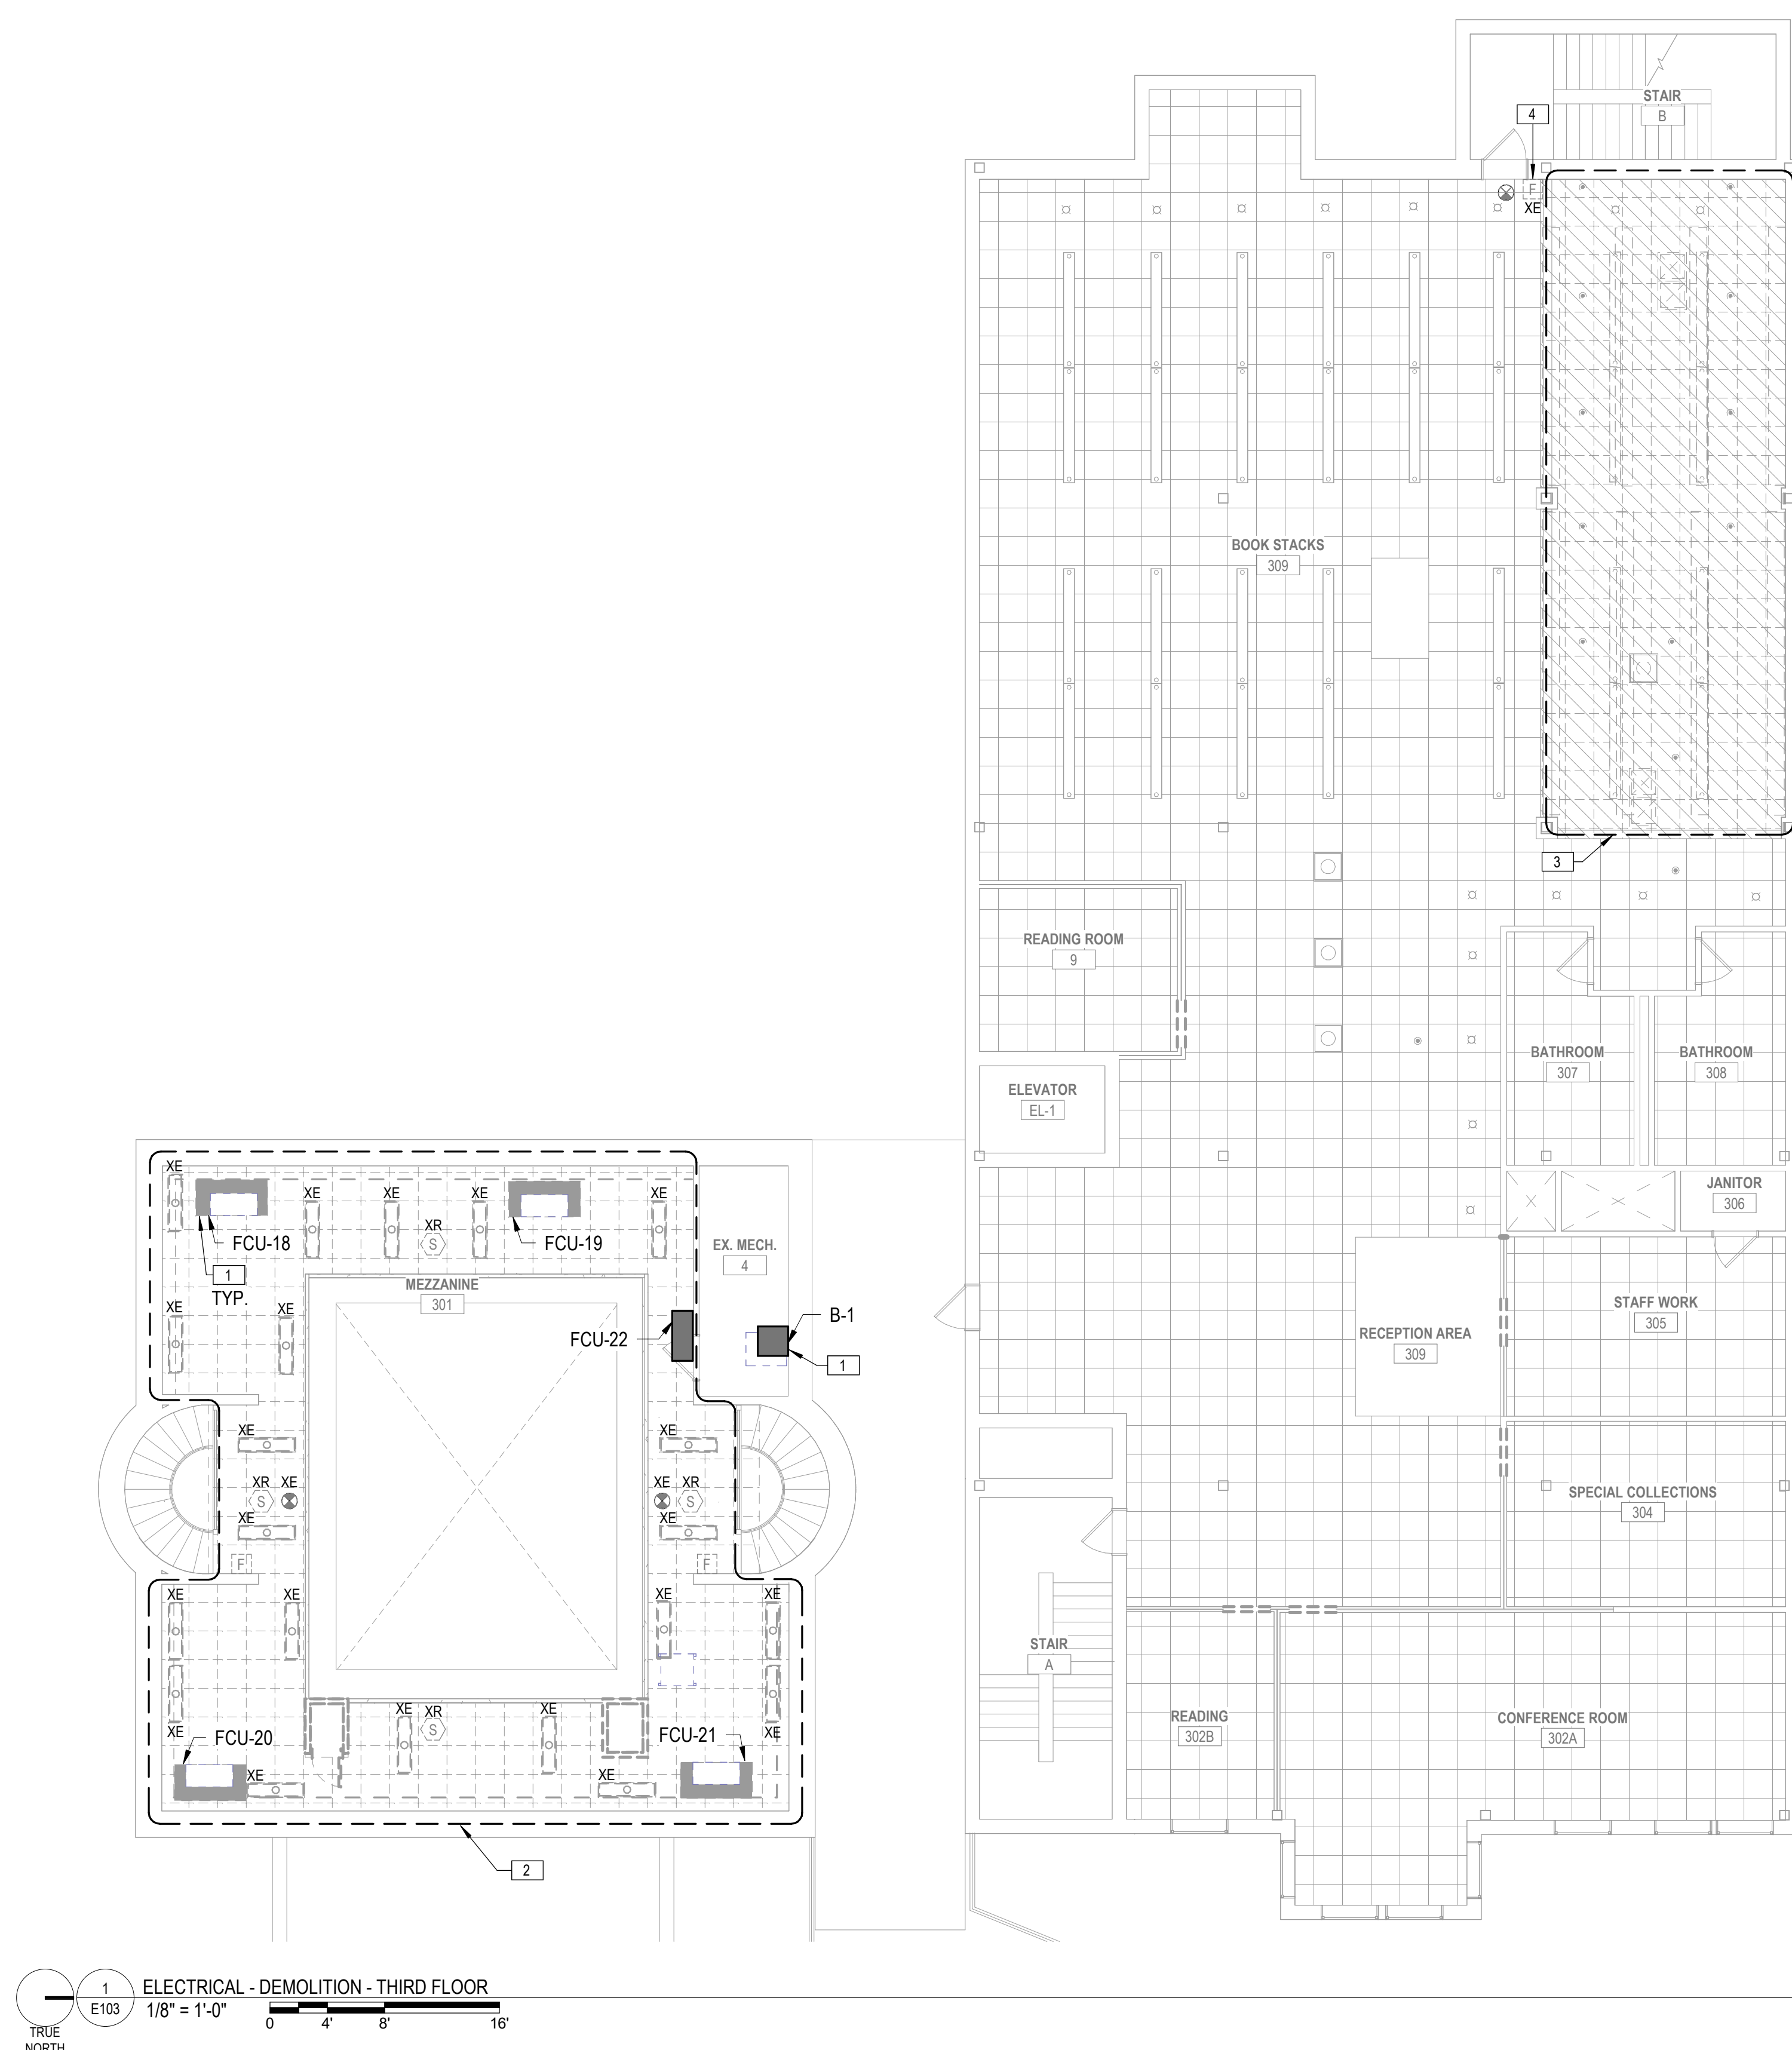 STAIR
B
4
F
XE
BOOK STACKS
309
3
READING ROOM
9
BATHROOM
307
BATHROOM
308
ELEVATOR
EL-1
JANITOR
306
XE
XE
XE
XE
XE
XR
S
FCU-18
FCU-19
EX. MECH.
4
1
TYP.
MEZZANINE
301
XE
XE
B-1
FCU-22
1
STAFF WORK
305
RECEPTION AREA
309
XE
XE
XR
XE
XE
XR
S
S
XE
XE
SPECIAL COLLECTIONS
304
F
F
XE
XE
XE
XE
STAIR
A
XE
XR
XE
S
XE
XE
FCU-20
FCU-21
READING
302B
CONFERENCE ROOM
302A
XE
XE
2
1
E103
ELECTRICAL - DEMOLITION - THIRD FLOOR
1/8" = 1'-0"
0 4' 8' 16'
TRUE
NORTH